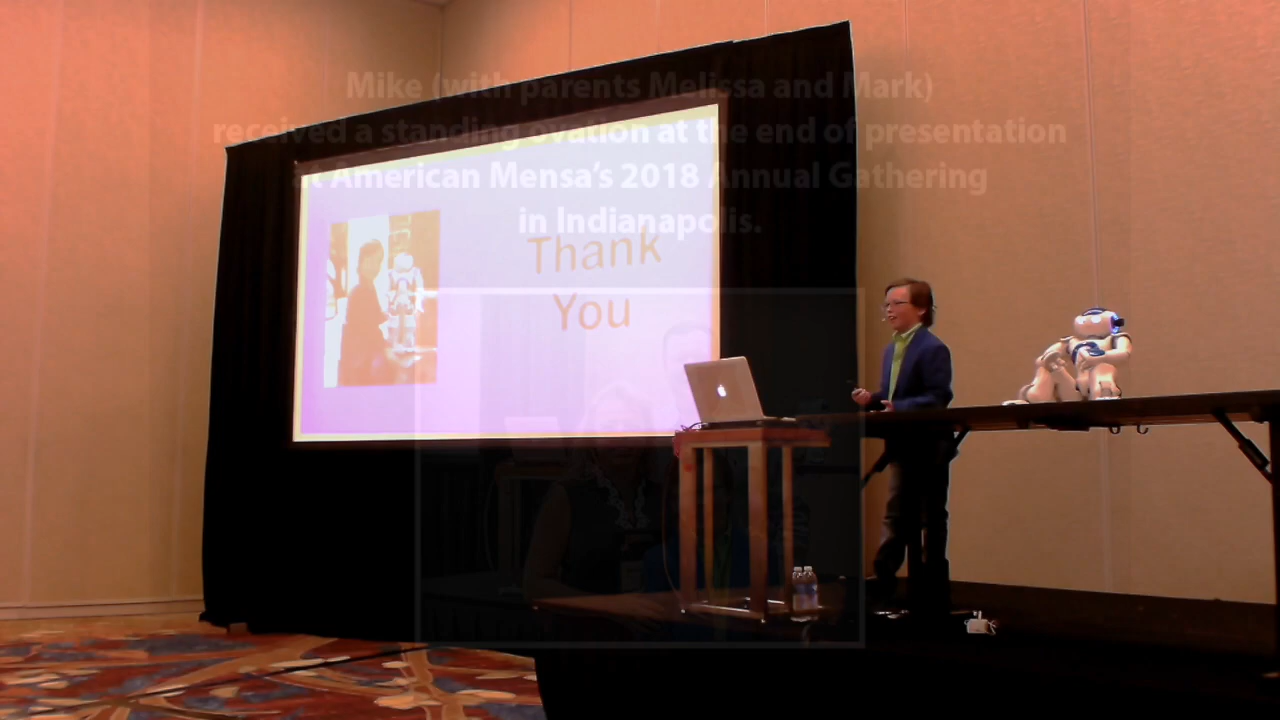 Mike (with parents Melissa and Mark)
received a standing ovation at the end of presentation
at American Mensa's 2018 Annual Gathering
in Indianapolis.
Thank
You